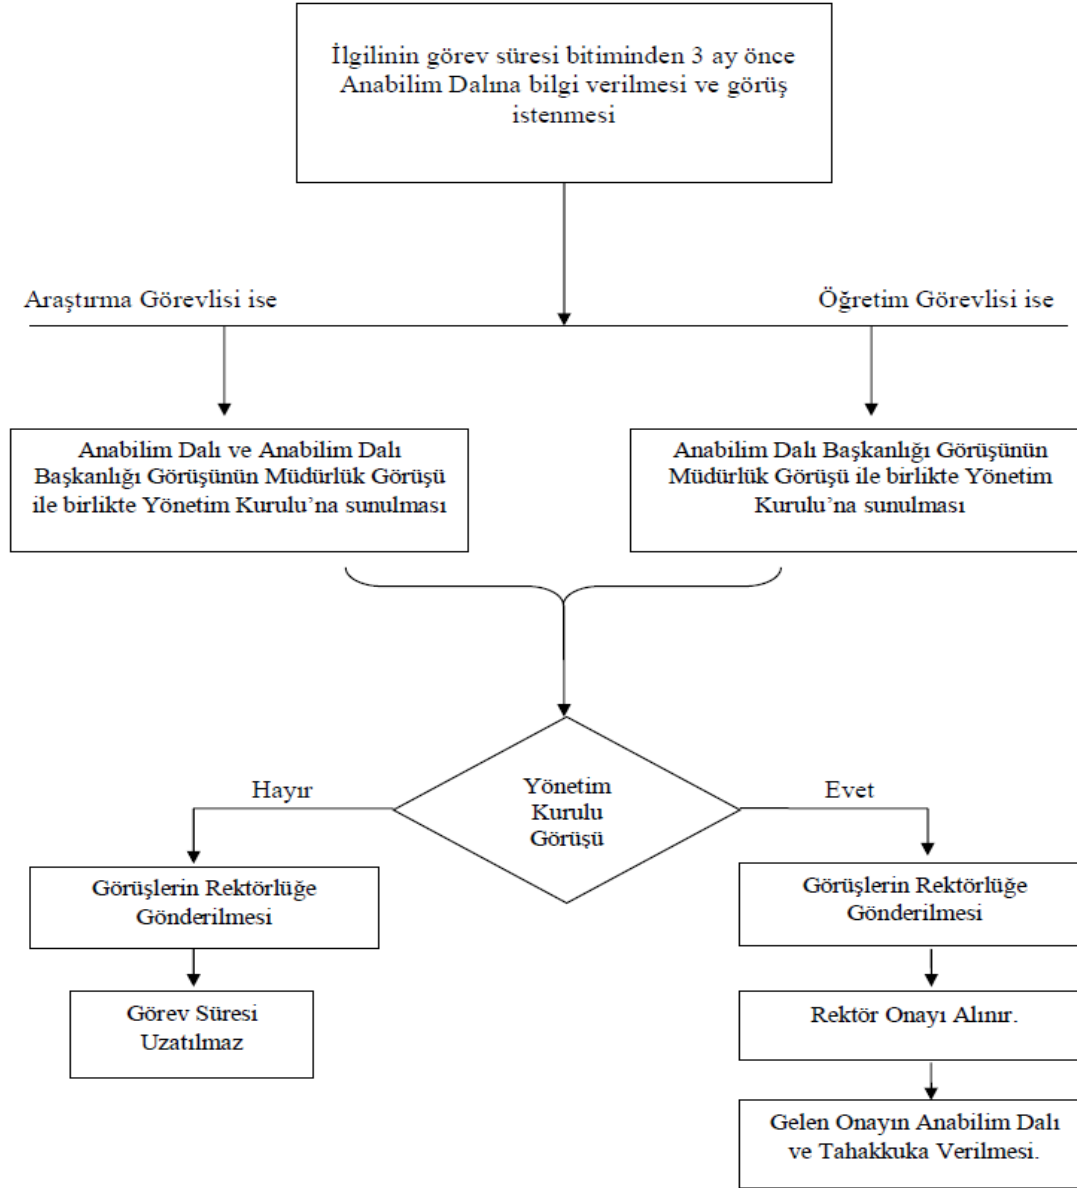 İlgilinin görev süresi bitiminden 3 ay önce
Anabilim Dalına bilgi verilmesi ve görüş
istenmesi
Araştırma Görevlisi ise
Öğretim Görevlisi ise
Anabilim Dalı ve Anabilim Dalı
Başkanlığı Görüşünün Müdürlük Görüşü
ile birlikte Yönetim Kurulu’na sunulması
Anabilim Dalı Başkanlığı Görüşünün
Müdürlük Görüşü ile birlikte Yönetim
Kurulu’na sunulması
Yönetim
Kurulu
Görüşü
Hayır
Evet
Görüşlerin Rektörlüğe
Gönderilmesi
Görev Süresi
Uzatılmaz
Görüşlerin Rektörlüğe
Gönderilmesi
Rektör Onayı Alınır.
Gelen Onayın Anabilim Dalı
ve Tahakkuka Verilmesi.